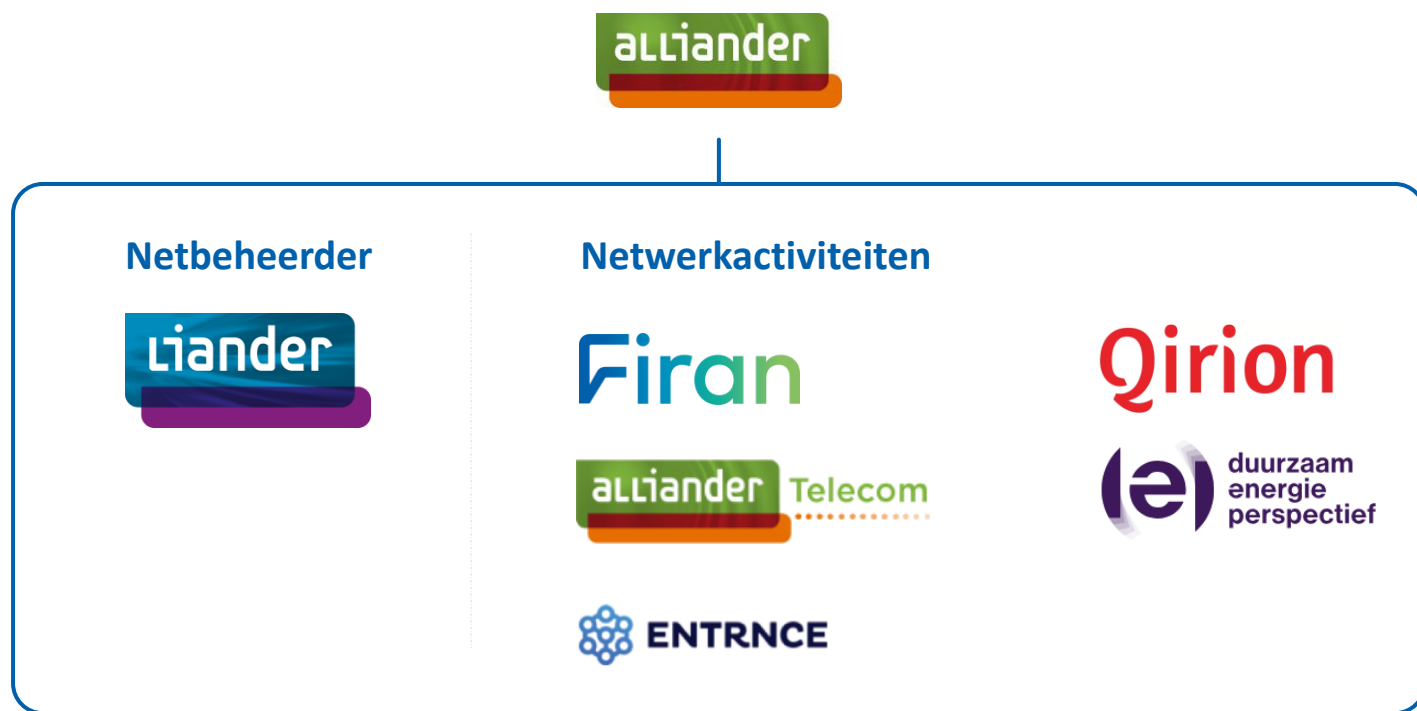 alliander
Netbeheerder
Netwerkactiviteiten
Liander
Firan
Qirion
alliander Telecom
(e) duurzaam
energie
perspectief
ENTRNCE